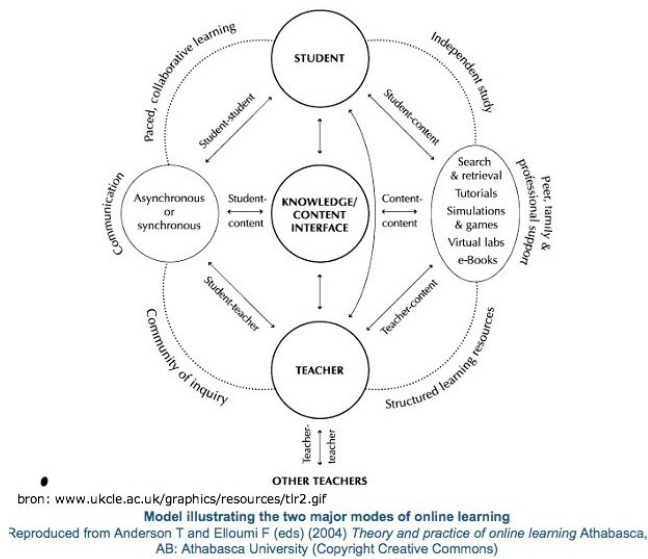 STUDENT
Paced, collaborative learning
Independent study
Student-student
Student-content
Communication
Asynchronous
or
synchronous
Student-
content
KNOWLEDGE/
CONTENT
INTERFACE
Content-
content
Search
& retrieval
Tutorials
Simulations
& games
Virtual labs
e-Books
Peer, family &
professional support
Student-teacher
Teacher-content
Community of inquiry
TEACHER
Structured learning resources
Teacher-
teacher
OTHER TEACHERS
bron: www.ukcle.ac.uk/graphics/resources/tlr2.gif
Model illustrating the two major modes of online learning
Reproduced from Anderson T and Elloumi F (eds) (2004) Theory and practice of online learning Athabasca,
AB: Athabasca University (Copyright Creative Commons)